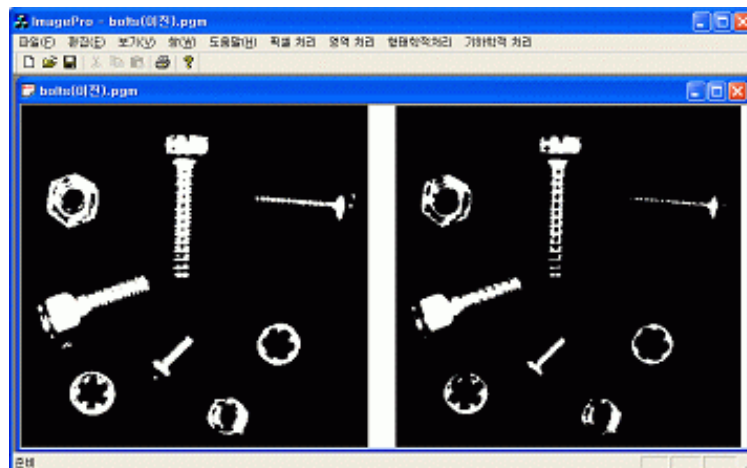 ImagePro - bolts(이진).pgm
파일(F) 편집(E) 보기(V) 창(W) 도움말(H) 픽셀 처리 영역 처리 형태학적처리 기하학적 처리
bolts(이진).pgm
준비